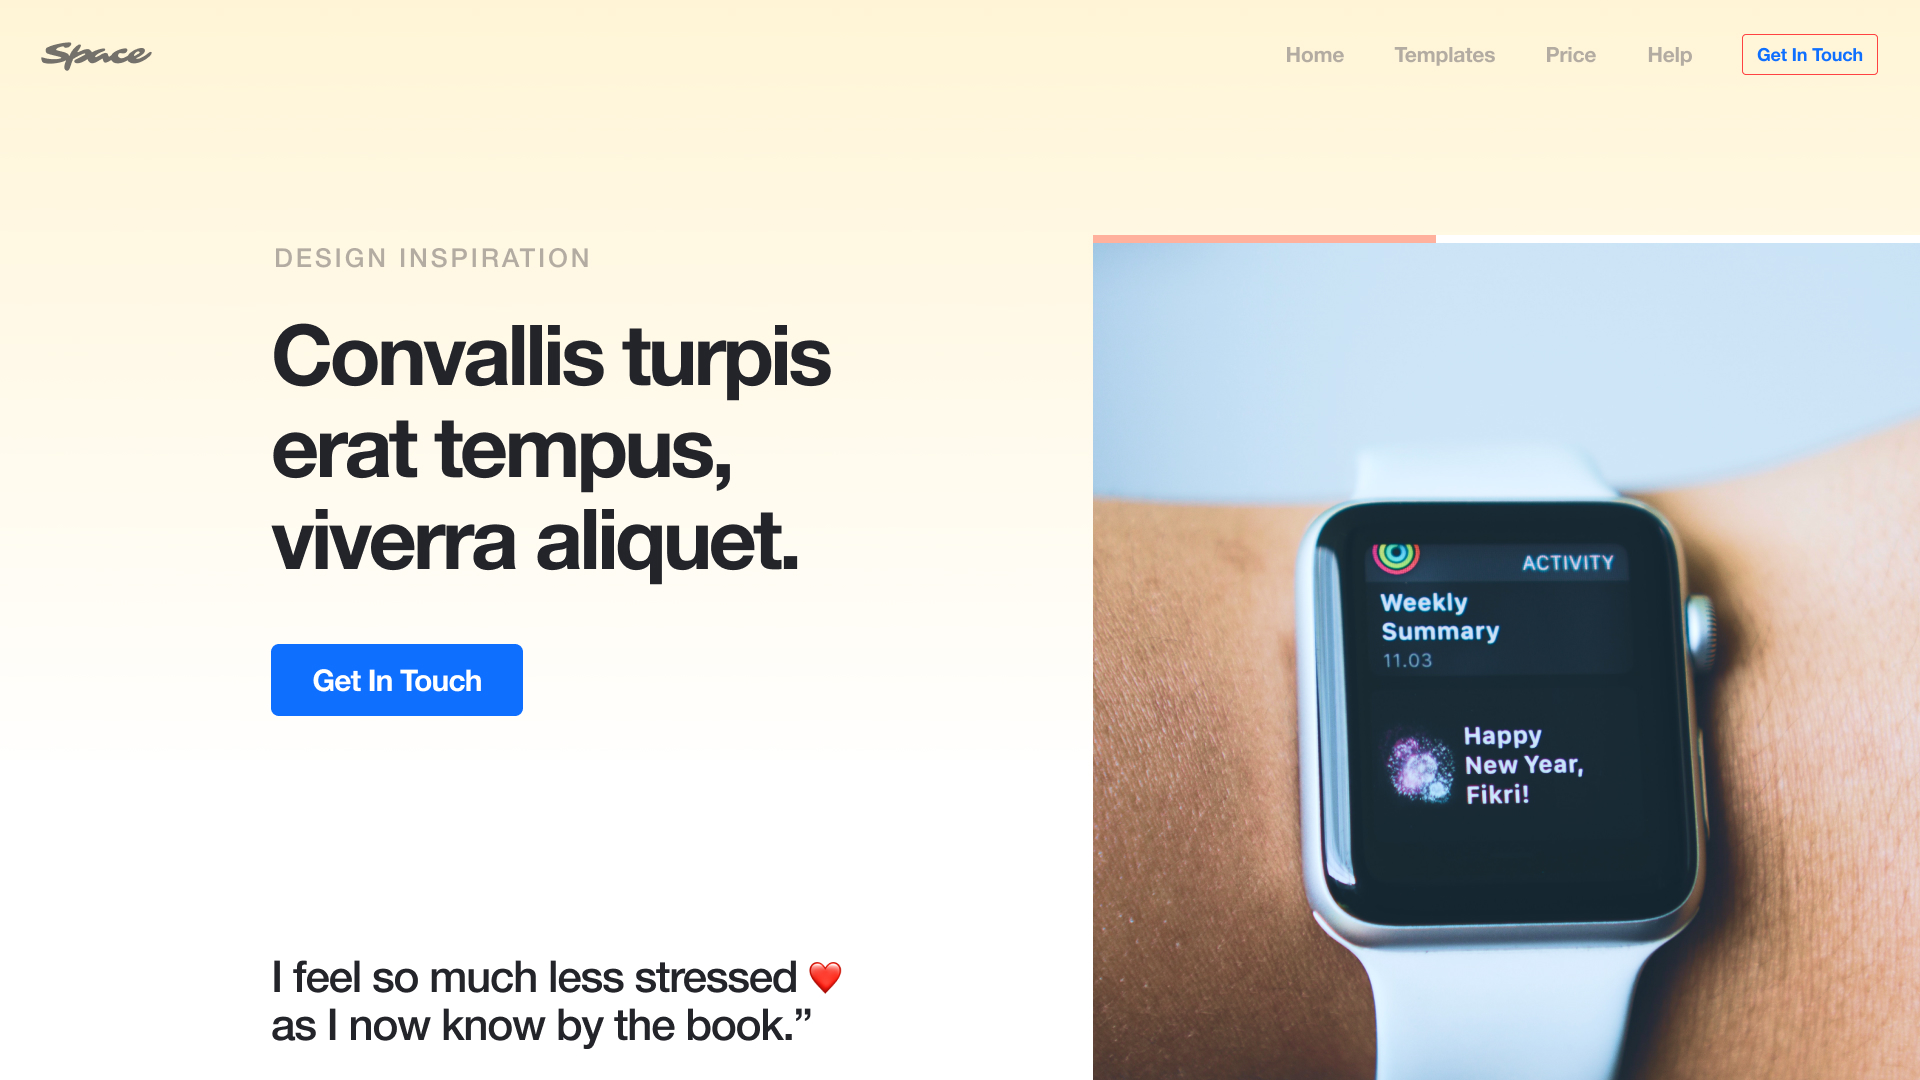 Space
Home
Templates
Price
Help
Get In Touch
DESIGN INSPIRATION
Convallis turpis
erat tempus,
viverra aliquet.
Get In Touch
I feel so much less stressed ❤️
as I now know by the book.”
ACTIVITY
Weekly
Summary
11.03
Happy
New Year,
Fikri!